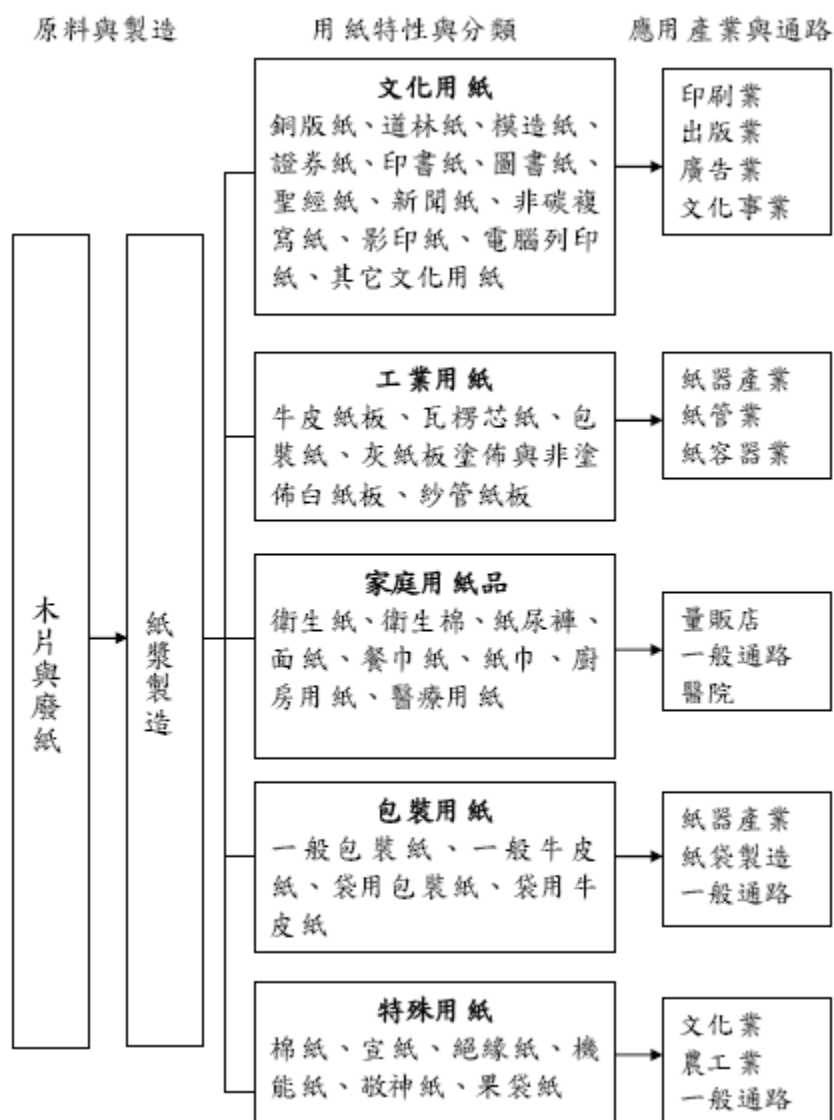 原料與製造
用紙特性與分類
應用產業與通路
木片與廢紙
紙漿製造
文化用紙
銅版紙、道林紙、模造紙、
證券紙、印書紙、圖書紙、
聖經紙、新聞紙、非碳複
寫紙、影印紙、電腦列印
紙、其它文化用紙
印刷業
出版業
廣告業
文化事業
工業用紙
牛皮紙板、瓦楞芯紙、包
裝紙、灰紙板塗佈與非塗
佈白紙板、紗管紙板
紙器產業
紙管業
紙容器業
家庭用紙品
衛生紙、衛生棉、紙尿褲、
面紙、餐巾紙、紙巾、廚
房用紙、醫療用紙
量販店
一般通路
醫院
包裝用紙
一般包裝紙、一般牛皮
紙、袋用包裝紙、袋用牛
皮紙
紙器產業
紙袋製造
一般通路
特殊用紙
棉紙、宣紙、絕緣紙、機
能紙、敬神紙、果袋紙
文化業
農工業
一般通路